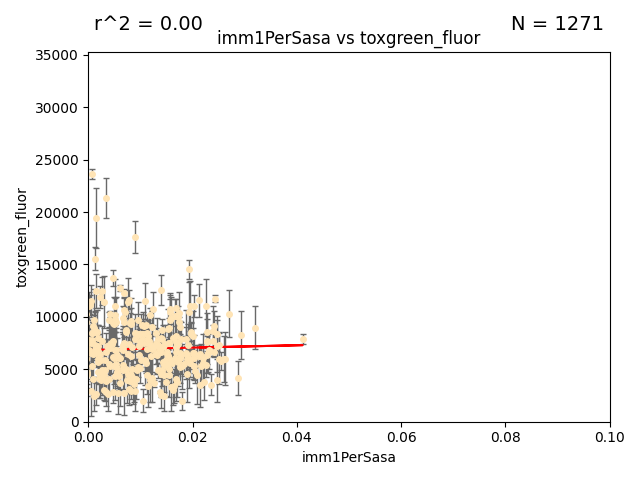 r^2 = 0.00
N = 1271
imm1PerSasa vs toxgreen_fluor
35000
30000
25000
20000
15000
10000
5000
0
toxgreen_fluor
0.00
0.02
0.04
0.06
0.08
0.10
imm1PerSasa